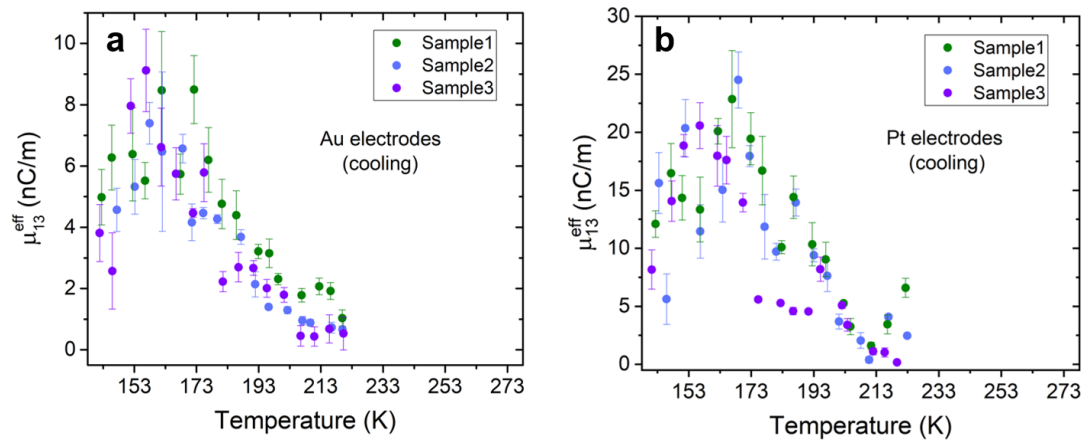 a
10
8
6
4
2
0
μ₁₃ᵉᶠᶠ (nC/m)
Sample1
Sample2
Sample3
Au electrodes
(cooling)
153 173 193 213 233 253 273
Temperature (K)
b
30
25
20
15
10
5
0
μ₁₃ᵉᶠᶠ (nC/m)
Sample1
Sample2
Sample3
Pt electrodes
(cooling)
153 173 193 213 233 253 273
Temperature (K)